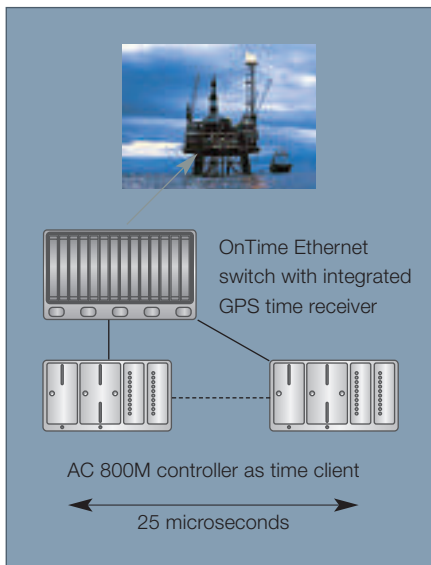 OnTime Ethernet
switch with integrated
GPS time receiver
AC 800M controller as time client
25 microseconds